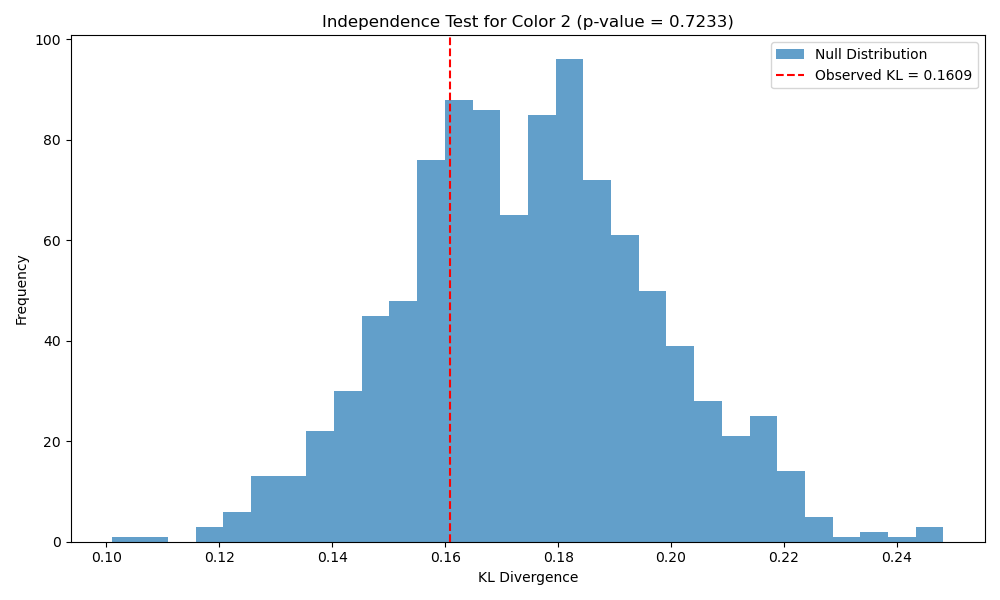 Independence Test for Color 2 (p-value = 0.7233)
Null Distribution
Observed KL = 0.1609
Frequency
100
80
60
40
20
0
0.10 0.12 0.14 0.16 0.18 0.20 0.22 0.24
KL Divergence